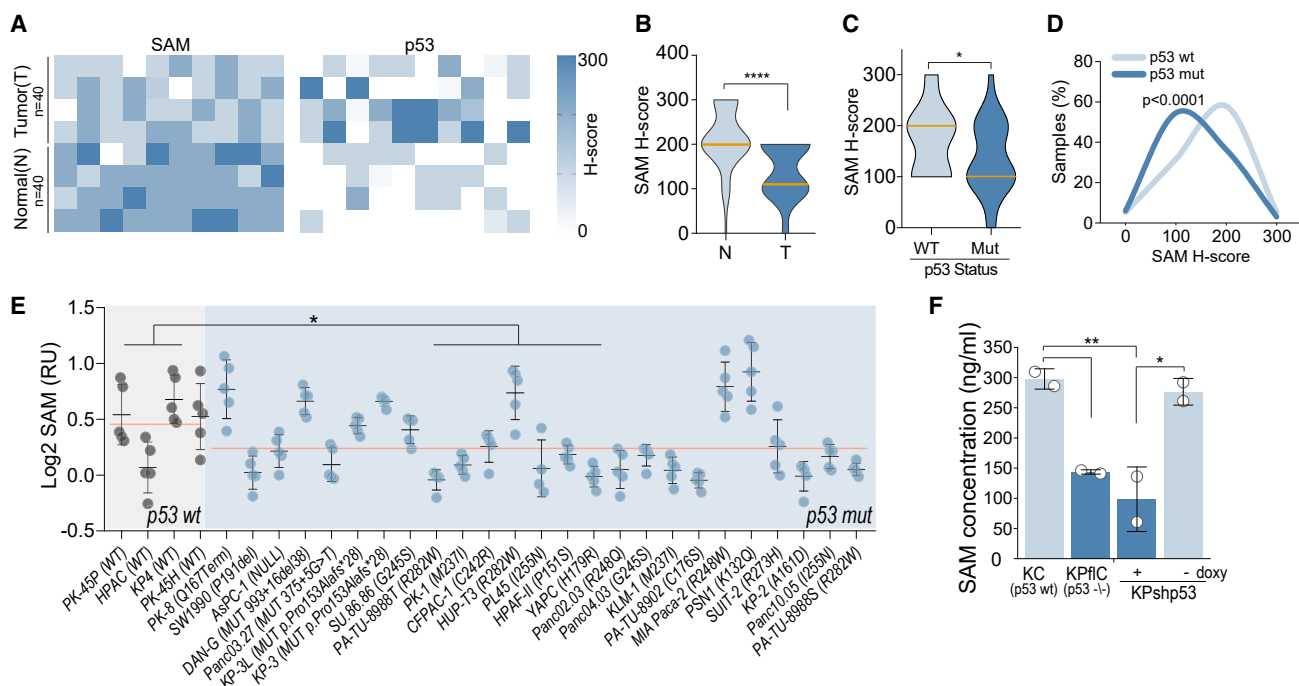 A
SAM
p53
Tumor(T)
n=40
Normal(N)
n=40
300
0
H-score
B
SAM H-score
400
300
200
100
0
****
N
T
C
SAM H-score
300
200
100
0
*
WT
Mut
p53 Status
D
p53 wt
p53 mut
p<0.0001
Samples (%)
80
60
40
20
0
0
100
200
300
SAM H-score
E
Log2 SAM (RU)
1.5
1.0
0.5
0.0
-0.5
*
p53 wt
p53 mut
PK-45P (WT)
HPAC (WT)
KP4 (WT)
PK-45H (WT)
PK-8 (Q167Term)
SW1990 (P191del)
AsPC-1 (NULL)
DAN-G (MUT 993+16del38)
Panc03.27 (MUT 375+5G>T)
KP-3L (MUT p.Pro153Alafs*28)
KP-3 (MUT p.Pro153Alafs *28)
SU.86.86 (G245S)
PA-TU-8988T (R282W)
PK-1 (M237I)
CFPAC-1 (C242R)
HUP-T3 (R282W)
PL45 (I255N)
HPAF-II (P151S)
YAPC (H179R)
Panc02.03 (R248Q)
Panc04.03 (G245S)
KLM-1 (M237I)
PA-TU-8902 (C176S)
MIA Paca-2 (R248W)
PSN1 (K132Q)
SUIT-2 (R273H)
KP-2 (A161D)
Panc10.05 (I255N)
PA-TU-8988S (R282W)
F
SAM concentration (ng/ml)
350
300
250
200
150
100
50
0
**
*
KC
(p53 wt)
KPflC
(p53 -\-)
+
-
doxy
KPshp53